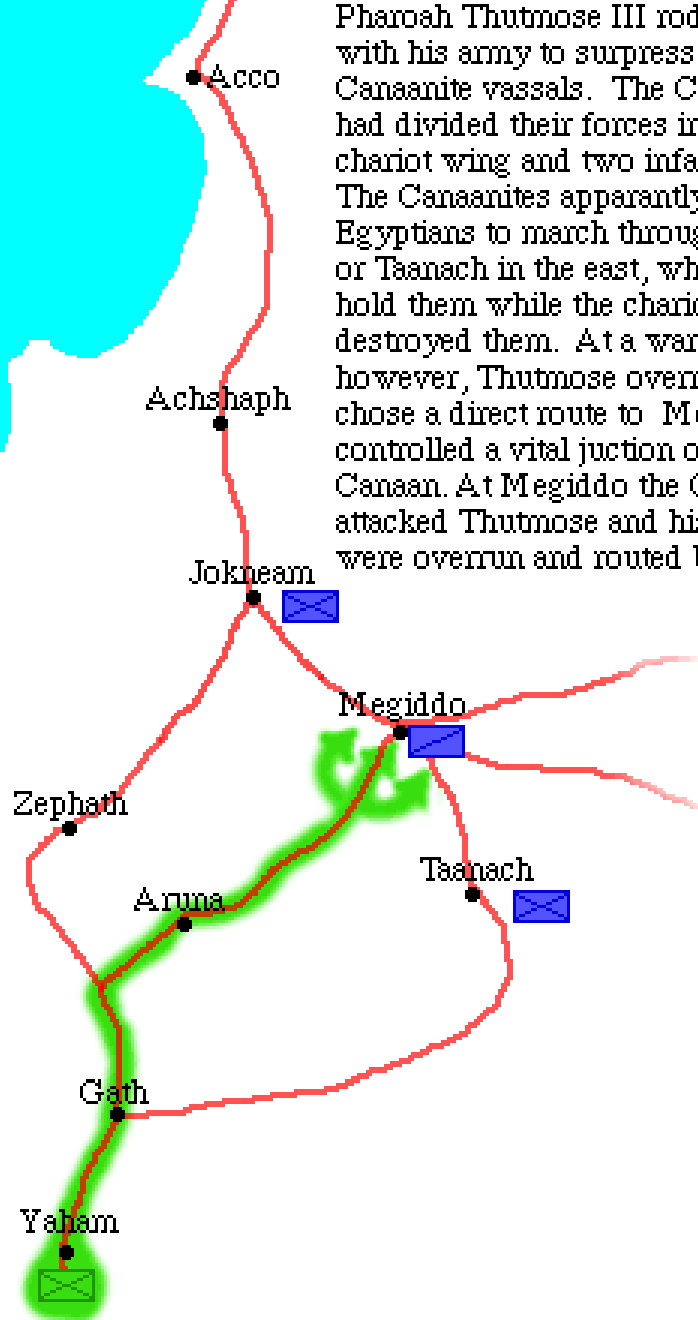 Pharoah Thutmose III rod
with his army to surpress
Canaanite vassals. The C
had divided their forces in
chariot wing and two infa
The Canaanites apparantly
Egyptians to march throug
or Taanach in the east, wh
hold them while the chario
destroyed them. At a war
however, Thutmose overr
chose a direct route to Me
controlled a vital juction o
Canaan. At Megiddo the C
attacked Thutmose and his
were overrun and routed b
Acco
Achshaph
Jokneam
Megiddo
Zephath
Taanach
Aruna
Gath
Yaham